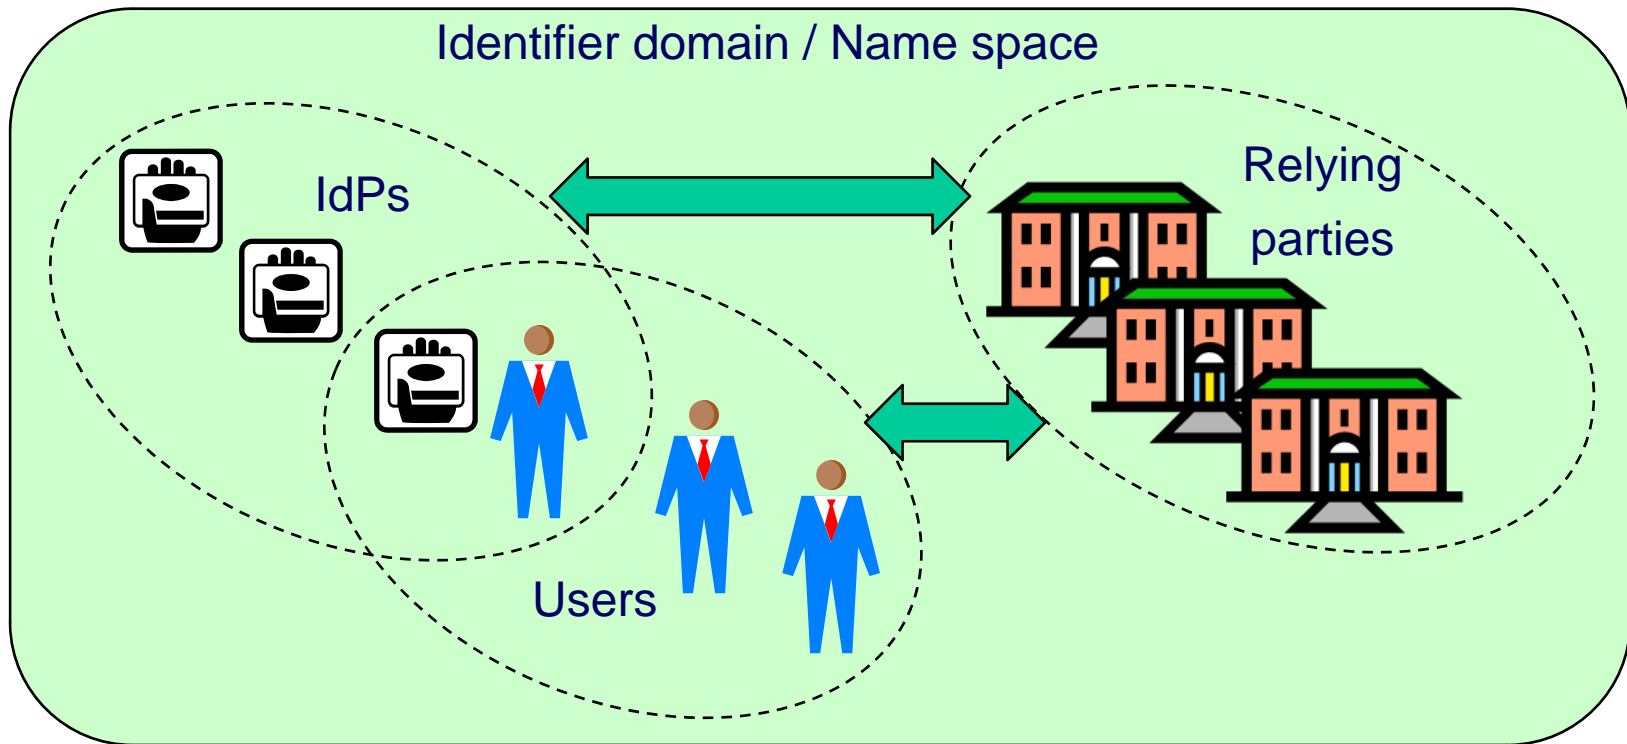 Identifier domain / Name space
IdPs
Relying
parties
Users